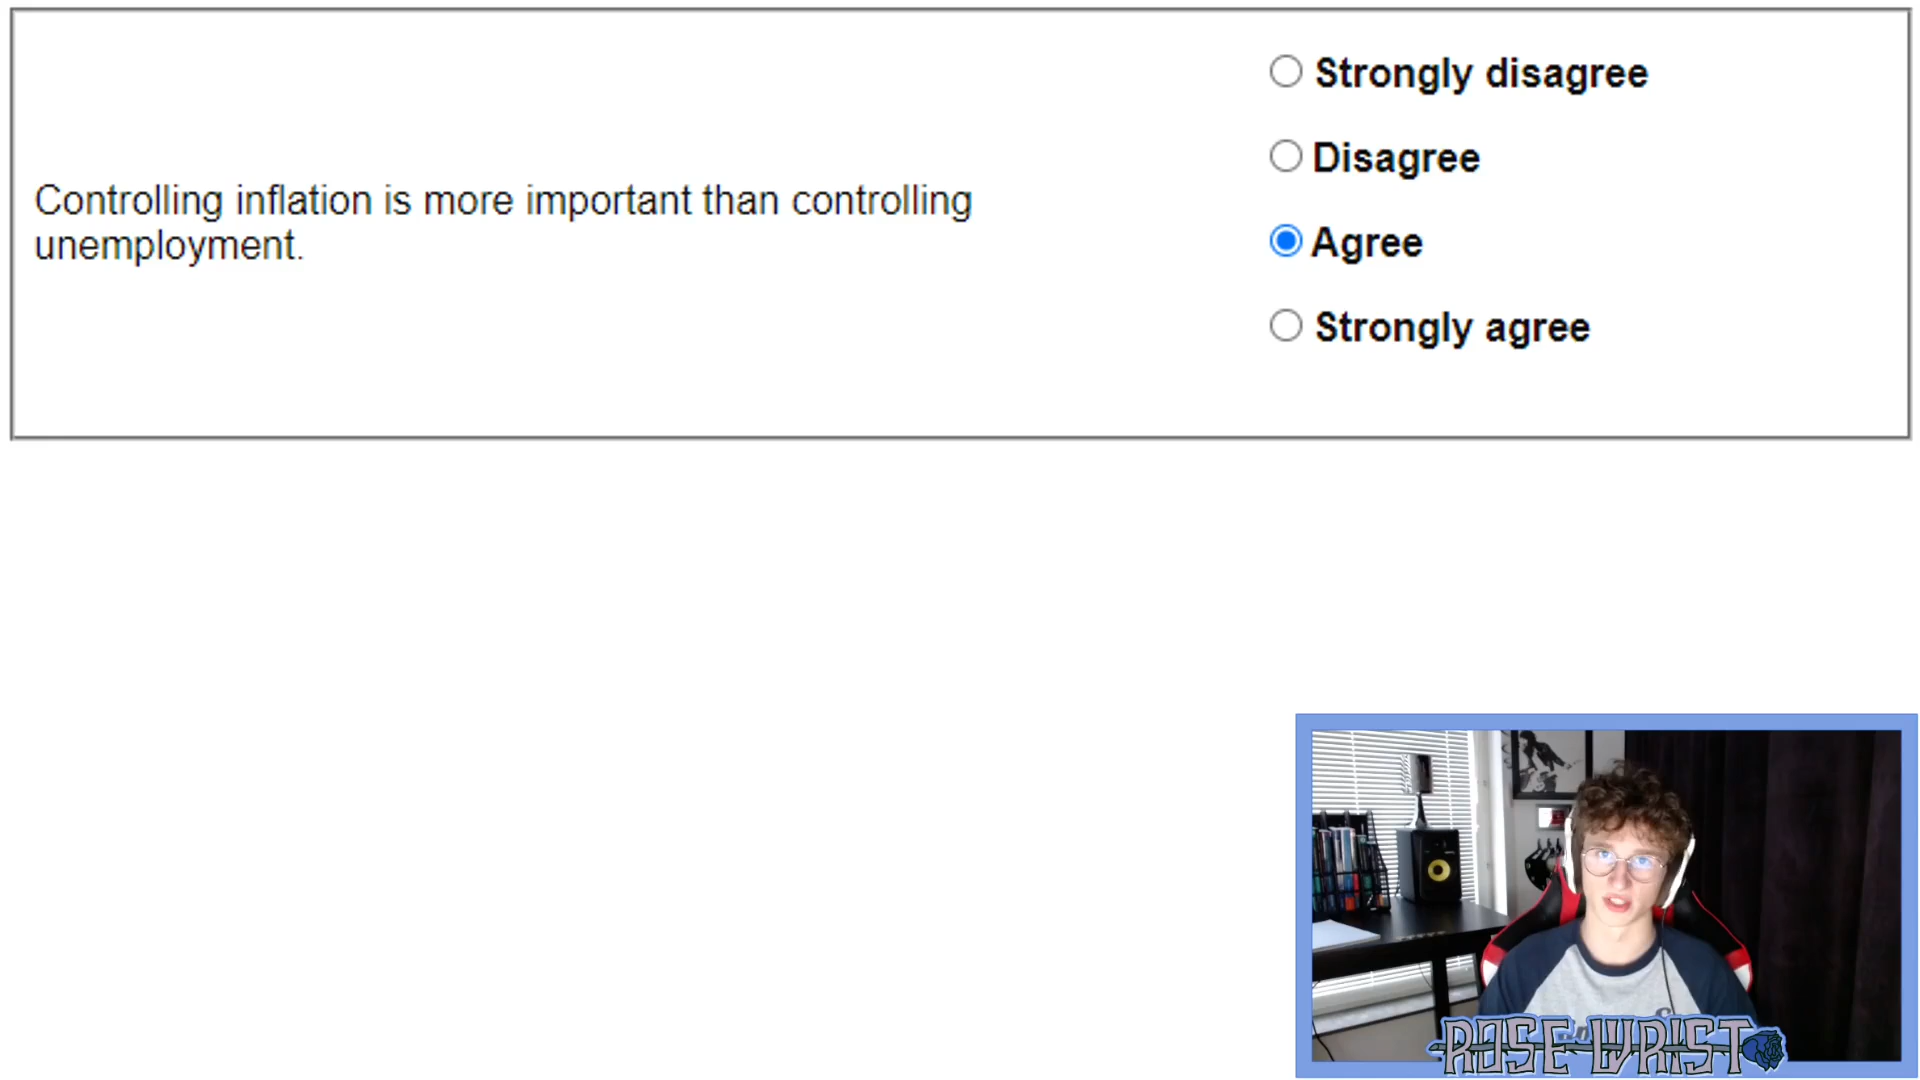 Controlling inflation is more important than controlling
unemployment.
Strongly disagree
Disagree
Agree
Strongly agree
ROSE WRIST